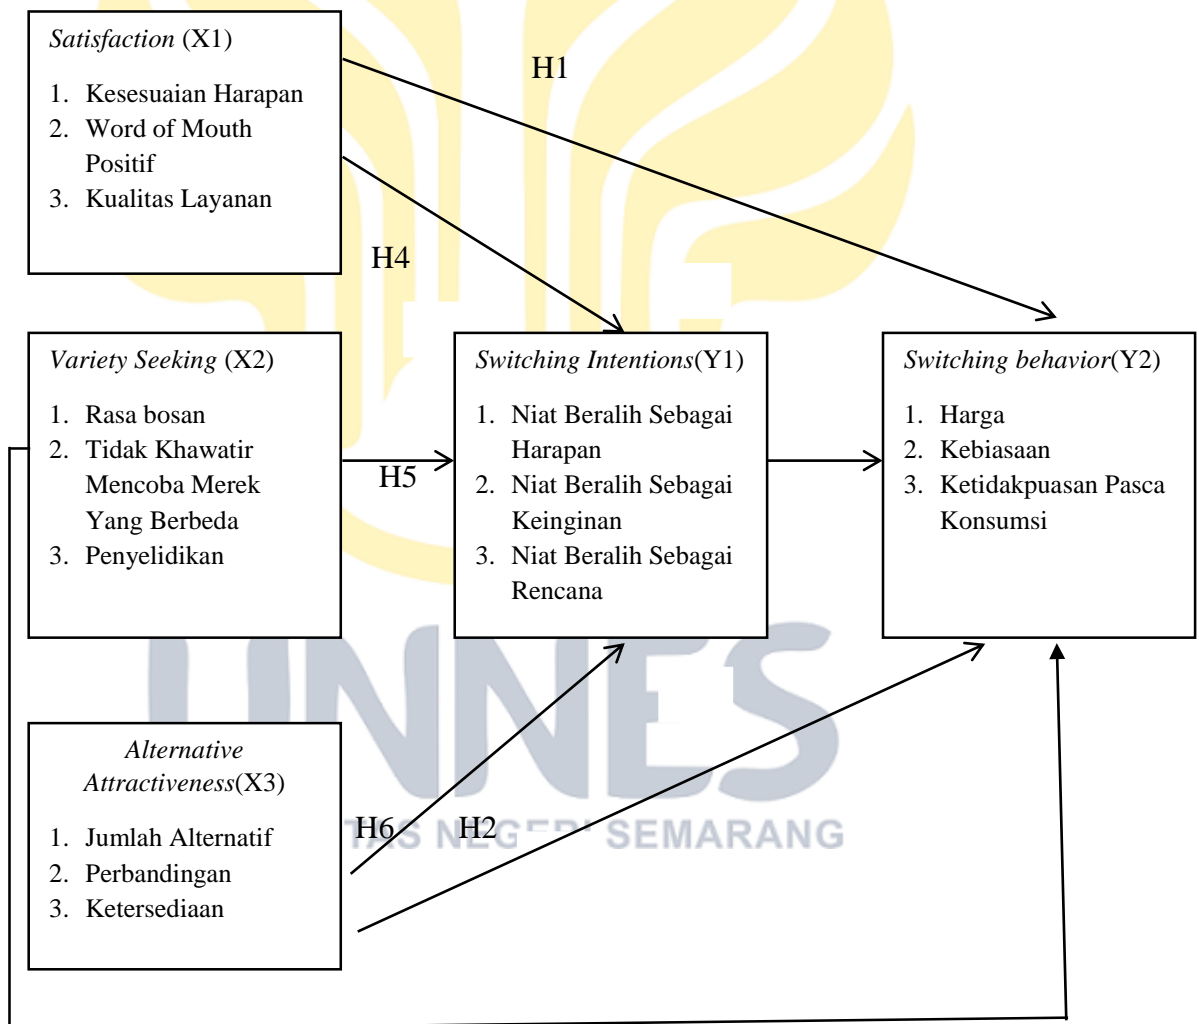 Satisfaction (X1)
1. Kesesuaian Harapan
2. Word of Mouth
Positif
3. Kualitas Layanan
H1
H4
Variety Seeking (X2)
1. Rasa bosan
2. Tidak Khawatir
Mencoba Merek
Yang Berbeda
3. Penyelidikan
H5
Switching Intentions(Y1)
1. Niat Beralih Sebagai
Harapan
2. Niat Beralih Sebagai
Keinginan
3. Niat Beralih Sebagai
Rencana
Switching behavior(Y2)
1. Harga
2. Kebiasaan
3. Ketidakpuasan Pasca
Konsumsi
UNNES
Alternative
Attractiveness(X3)
1. Jumlah Alternatif
2. Perbandingan
3. Ketersediaan
H6
H2
SEMARANG